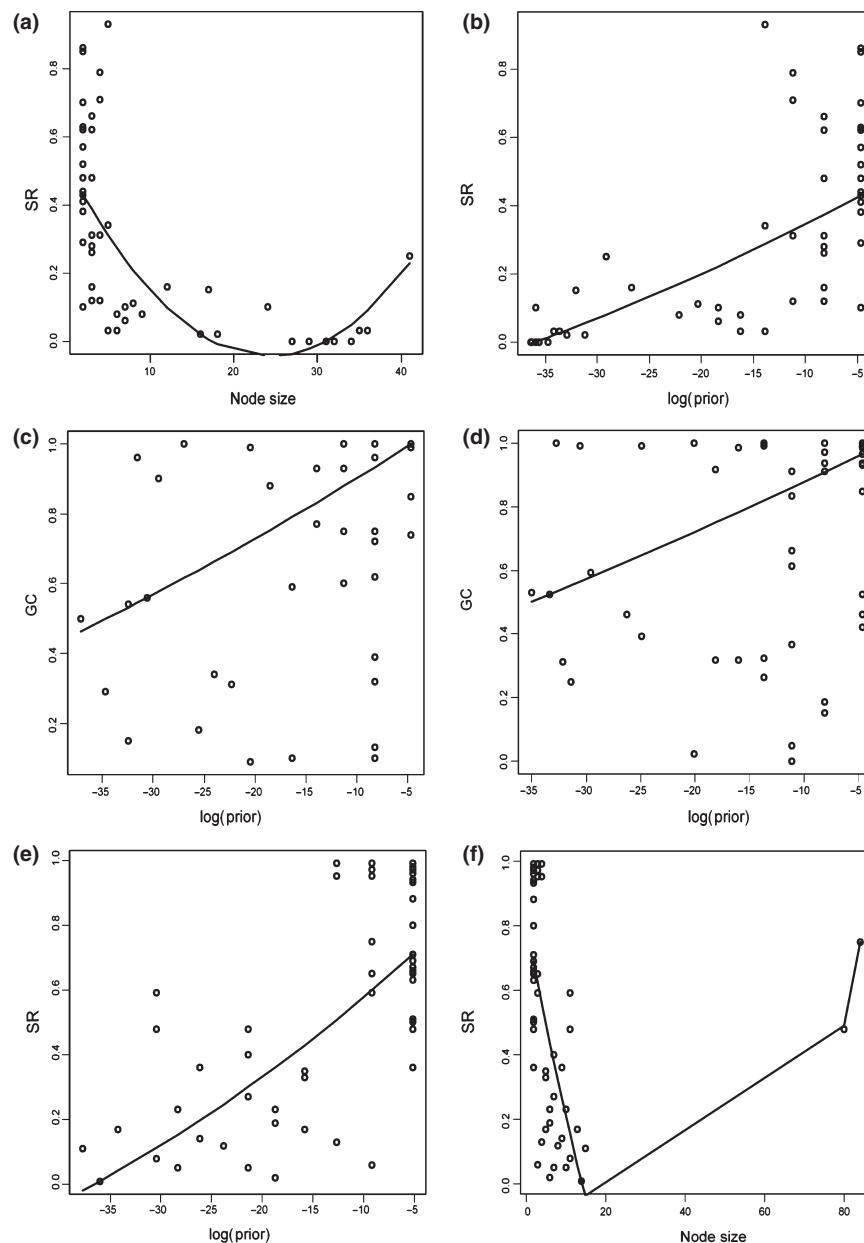 (a)
SR
0.0 0.2 0.4 0.6 0.8
10 20 30 40
Node size
(b)
SR
0.0 0.2 0.4 0.6 0.8
−35 −30 −25 −20 −15 −10 −5
log(prior)
(c)
GC
0.2 0.4 0.6 0.8 1.0
−35 −30 −25 −20 −15 −10 −5
log(prior)
(d)
GC
0.0 0.2 0.4 0.6 0.8 1.0
−35 −30 −25 −20 −15 −10 −5
log(prior)
(e)
SR
0.0 0.2 0.4 0.6 0.8 1.0
−35 −30 −25 −20 −15 −10 −5
log(prior)
(f)
SR
0.0 0.2 0.4 0.6 0.8 1.0
0 20 40 60 80
Node size